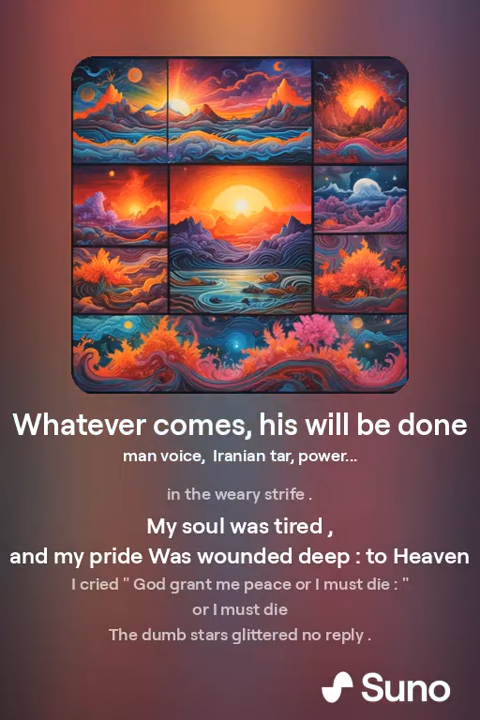 Whatever comes, his will be done
man voice, Iranian tar, power...
in the weary strife .
My soul was tired ,
and my pride Was wounded deep : to Heaven
I cried " God grant me peace or I must die : "
or I must die
The dumb stars glittered no reply .
Suno